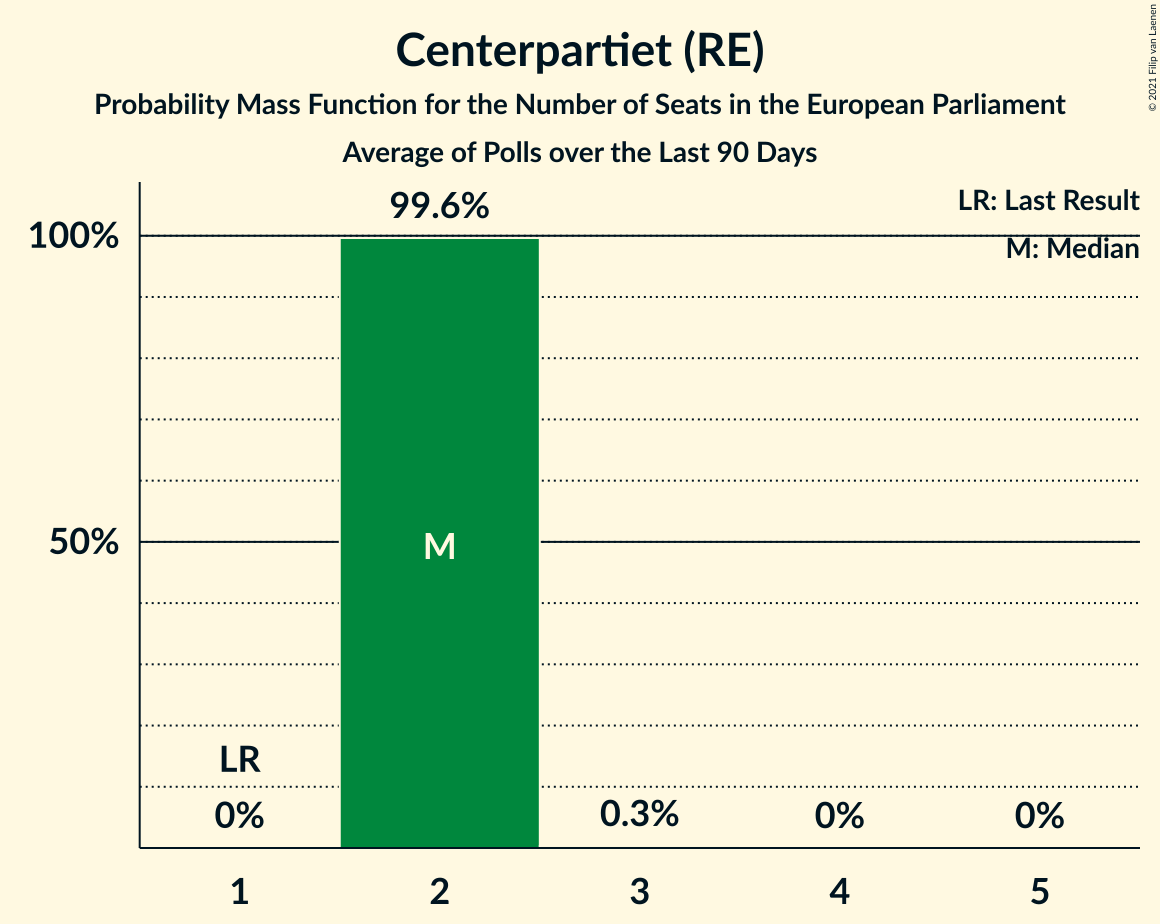 Centerpartiet (RE)
Probability Mass Function for the Number of Seats in the European Parliament
Average of Polls over the Last 90 Days
© 2021 Filip van Laenen
99.6%
LR: Last Result
100%
M: Median
50%
M
LR
0%
0.3%
0%
0%
1
2
3
4
5